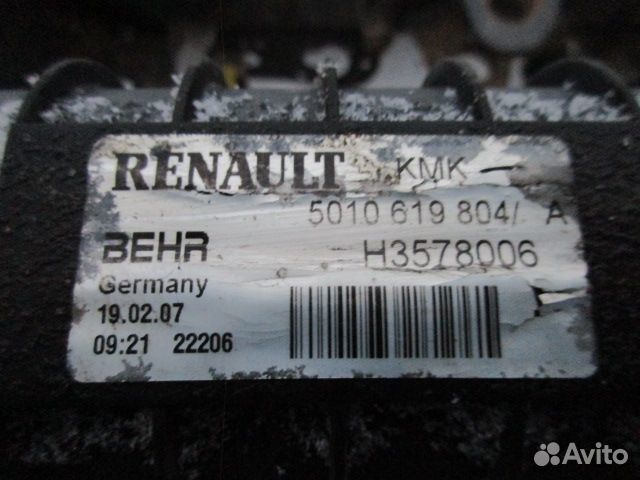 RENAULT KMK -
5010 619 804/ A
BEHR H3578006
Germany
19.02.07
09:21 22206
Avito